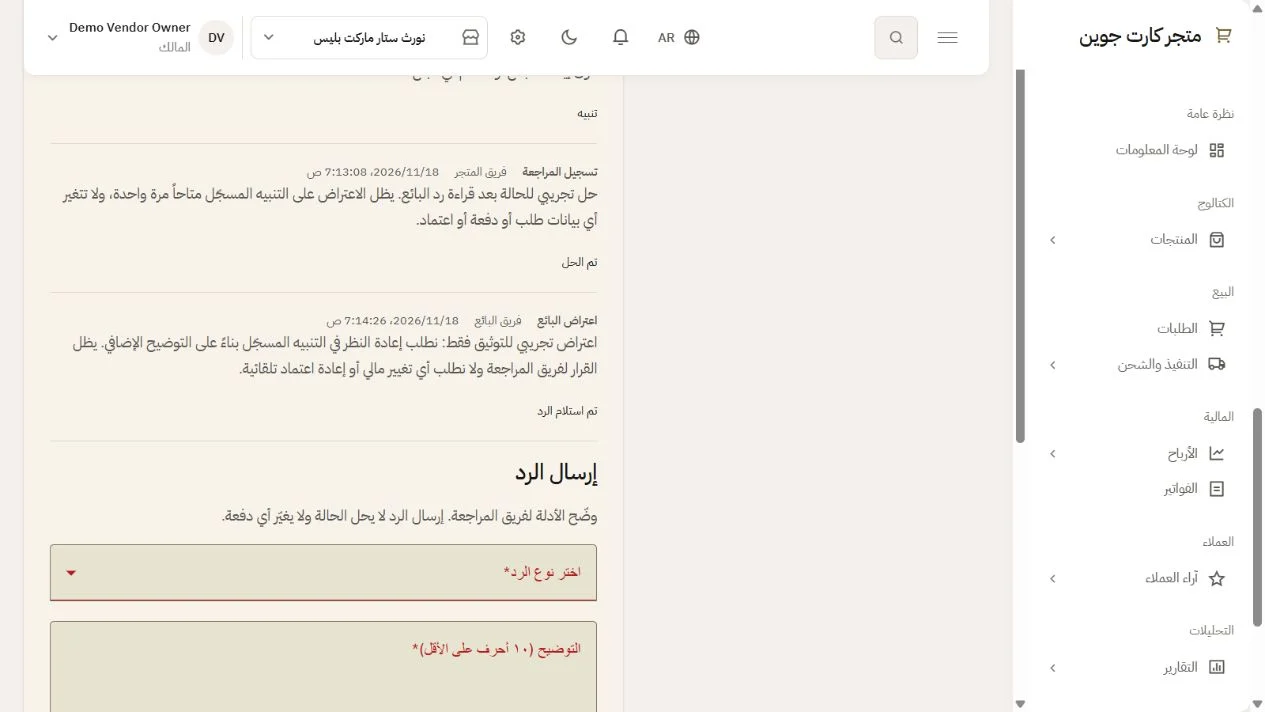 متجر كارت جوين
نظرة عامة
لوحة المعلومات
الكتالوج
المنتجات
البيع
الطلبات
التنفيذ والشحن
المالية
الأرباح
الفواتير
العملاء
آراء العملاء
التحليلات
التقارير
AR
نورث ستار ماركت بليس
DV
Demo Vendor Owner
المالك
تنبيه
تسجيل المراجعة فريق المتجر 2026/11/18، 7:13:08 ص
حل تجريبي للحالة بعد قراءة رد البائع. يظل الاعتراض على التنبيه المسجّل متاحاً مرة واحدة، ولا تتغير
أي بيانات طلب أو دفعة أو اعتماد.
تم الحل
اعتراض البائع فريق البائع 2026/11/18، 7:14:26 ص
اعتراض تجريبي للتوثيق فقط: نطلب إعادة النظر في التنبيه المسجّل بناءً على التوضيح الإضافي. يظل
القرار لفريق المراجعة ولا نطلب أي تغيير مالي أو إعادة اعتماد تلقائية.
تم استلام الرد
إرسال الرد
وضّح الأدلة لفريق المراجعة. إرسال الرد لا يحل الحالة ولا يغيّر أي دفعة.
اختر نوع الرد*
التوضيح (١٠ أحرف على الأقل)*